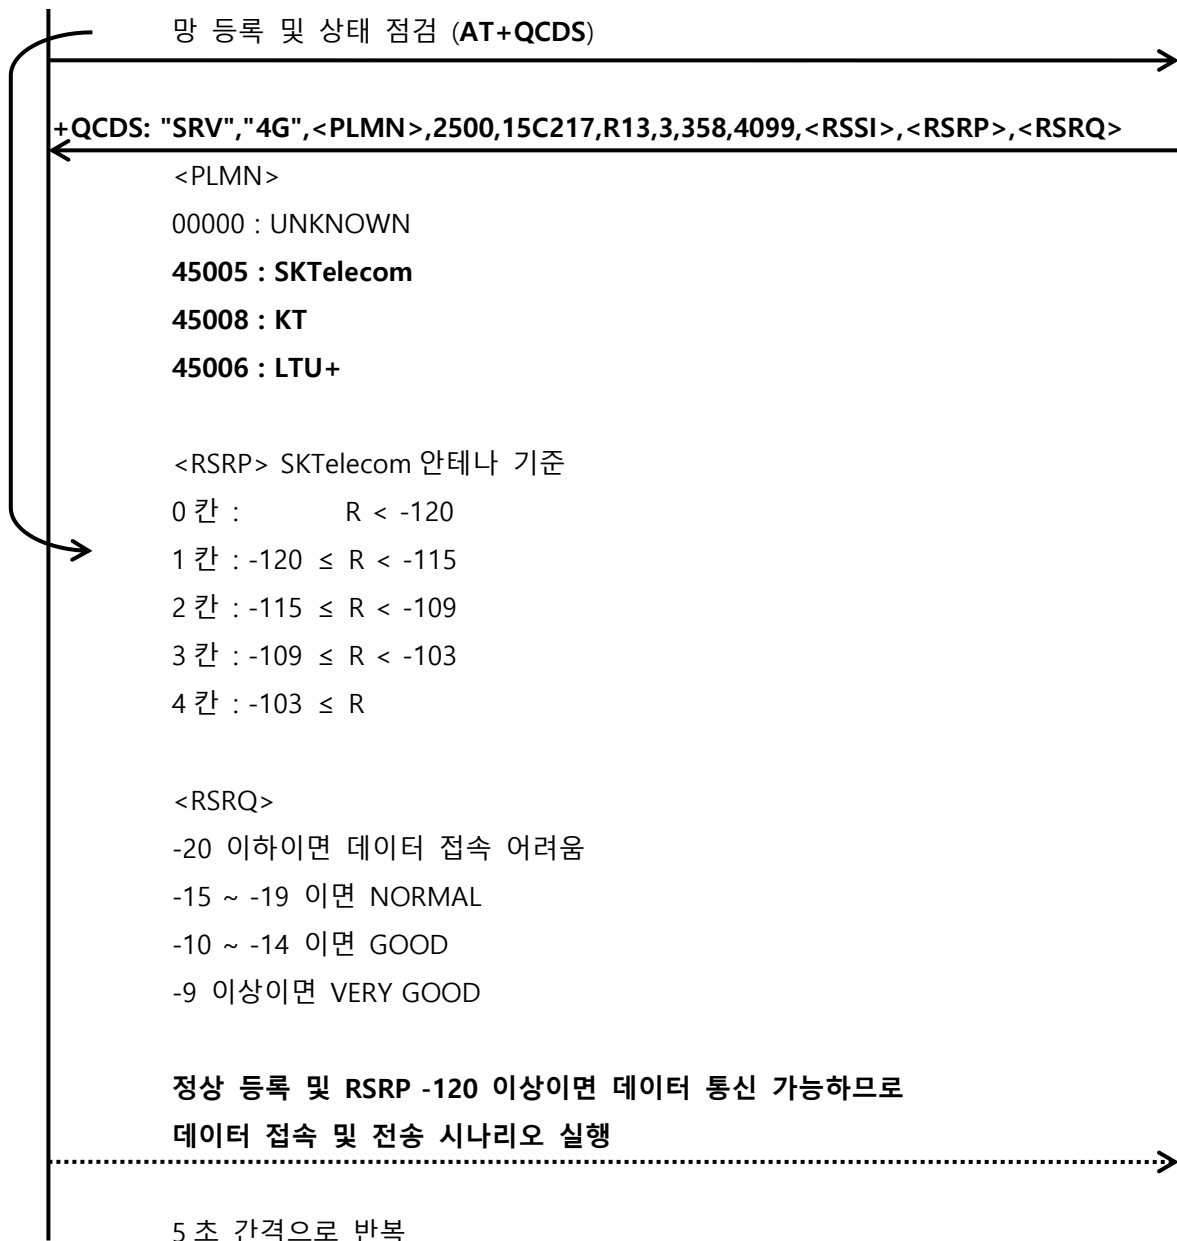 망 등록 및 상태 점검 (AT+QCDS)
+QCDS: "SRV","4G",<PLMN>,2500,15C217,R13,3,358,4099,<RSSI>,<RSRP>,<RSRQ>
<PLMN>
00000 : UNKNOWN
45005 : SKTelecom
45008 : KT
45006 : LTU+
<RSRP> SKTelecom 안테나 기준
0 칸 : R < -120
1 칸 : -120 ≤ R < -115
2 칸 : -115 ≤ R < -109
3 칸 : -109 ≤ R < -103
4 칸 : -103 ≤ R
<RSRQ>
-20 이하이면 데이터 접속 어려움
-15 ~ -19 이면 NORMAL
-10 ~ -14 이면 GOOD
-9 이상이면 VERY GOOD
정상 등록 및 RSRP -120 이상이면 데이터 통신 가능하므로
데이터 접속 및 전송 시나리오 실행
5 초 간격으로 반복